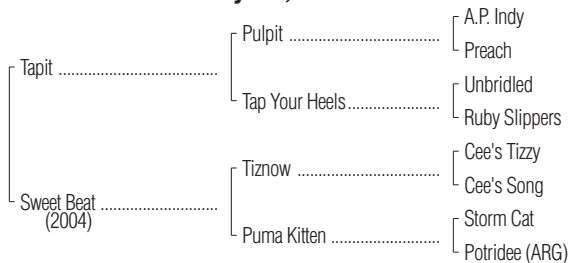 A.P. Indy
Pulpit
Preach
Tapit
Unbridled
Tap Your Heels
Ruby Slippers
Cee's Tizzy
Tiznow
Cee's Song
Sweet Beat
(2004)
Storm Cat
Puma Kitten
Potridee (ARG)